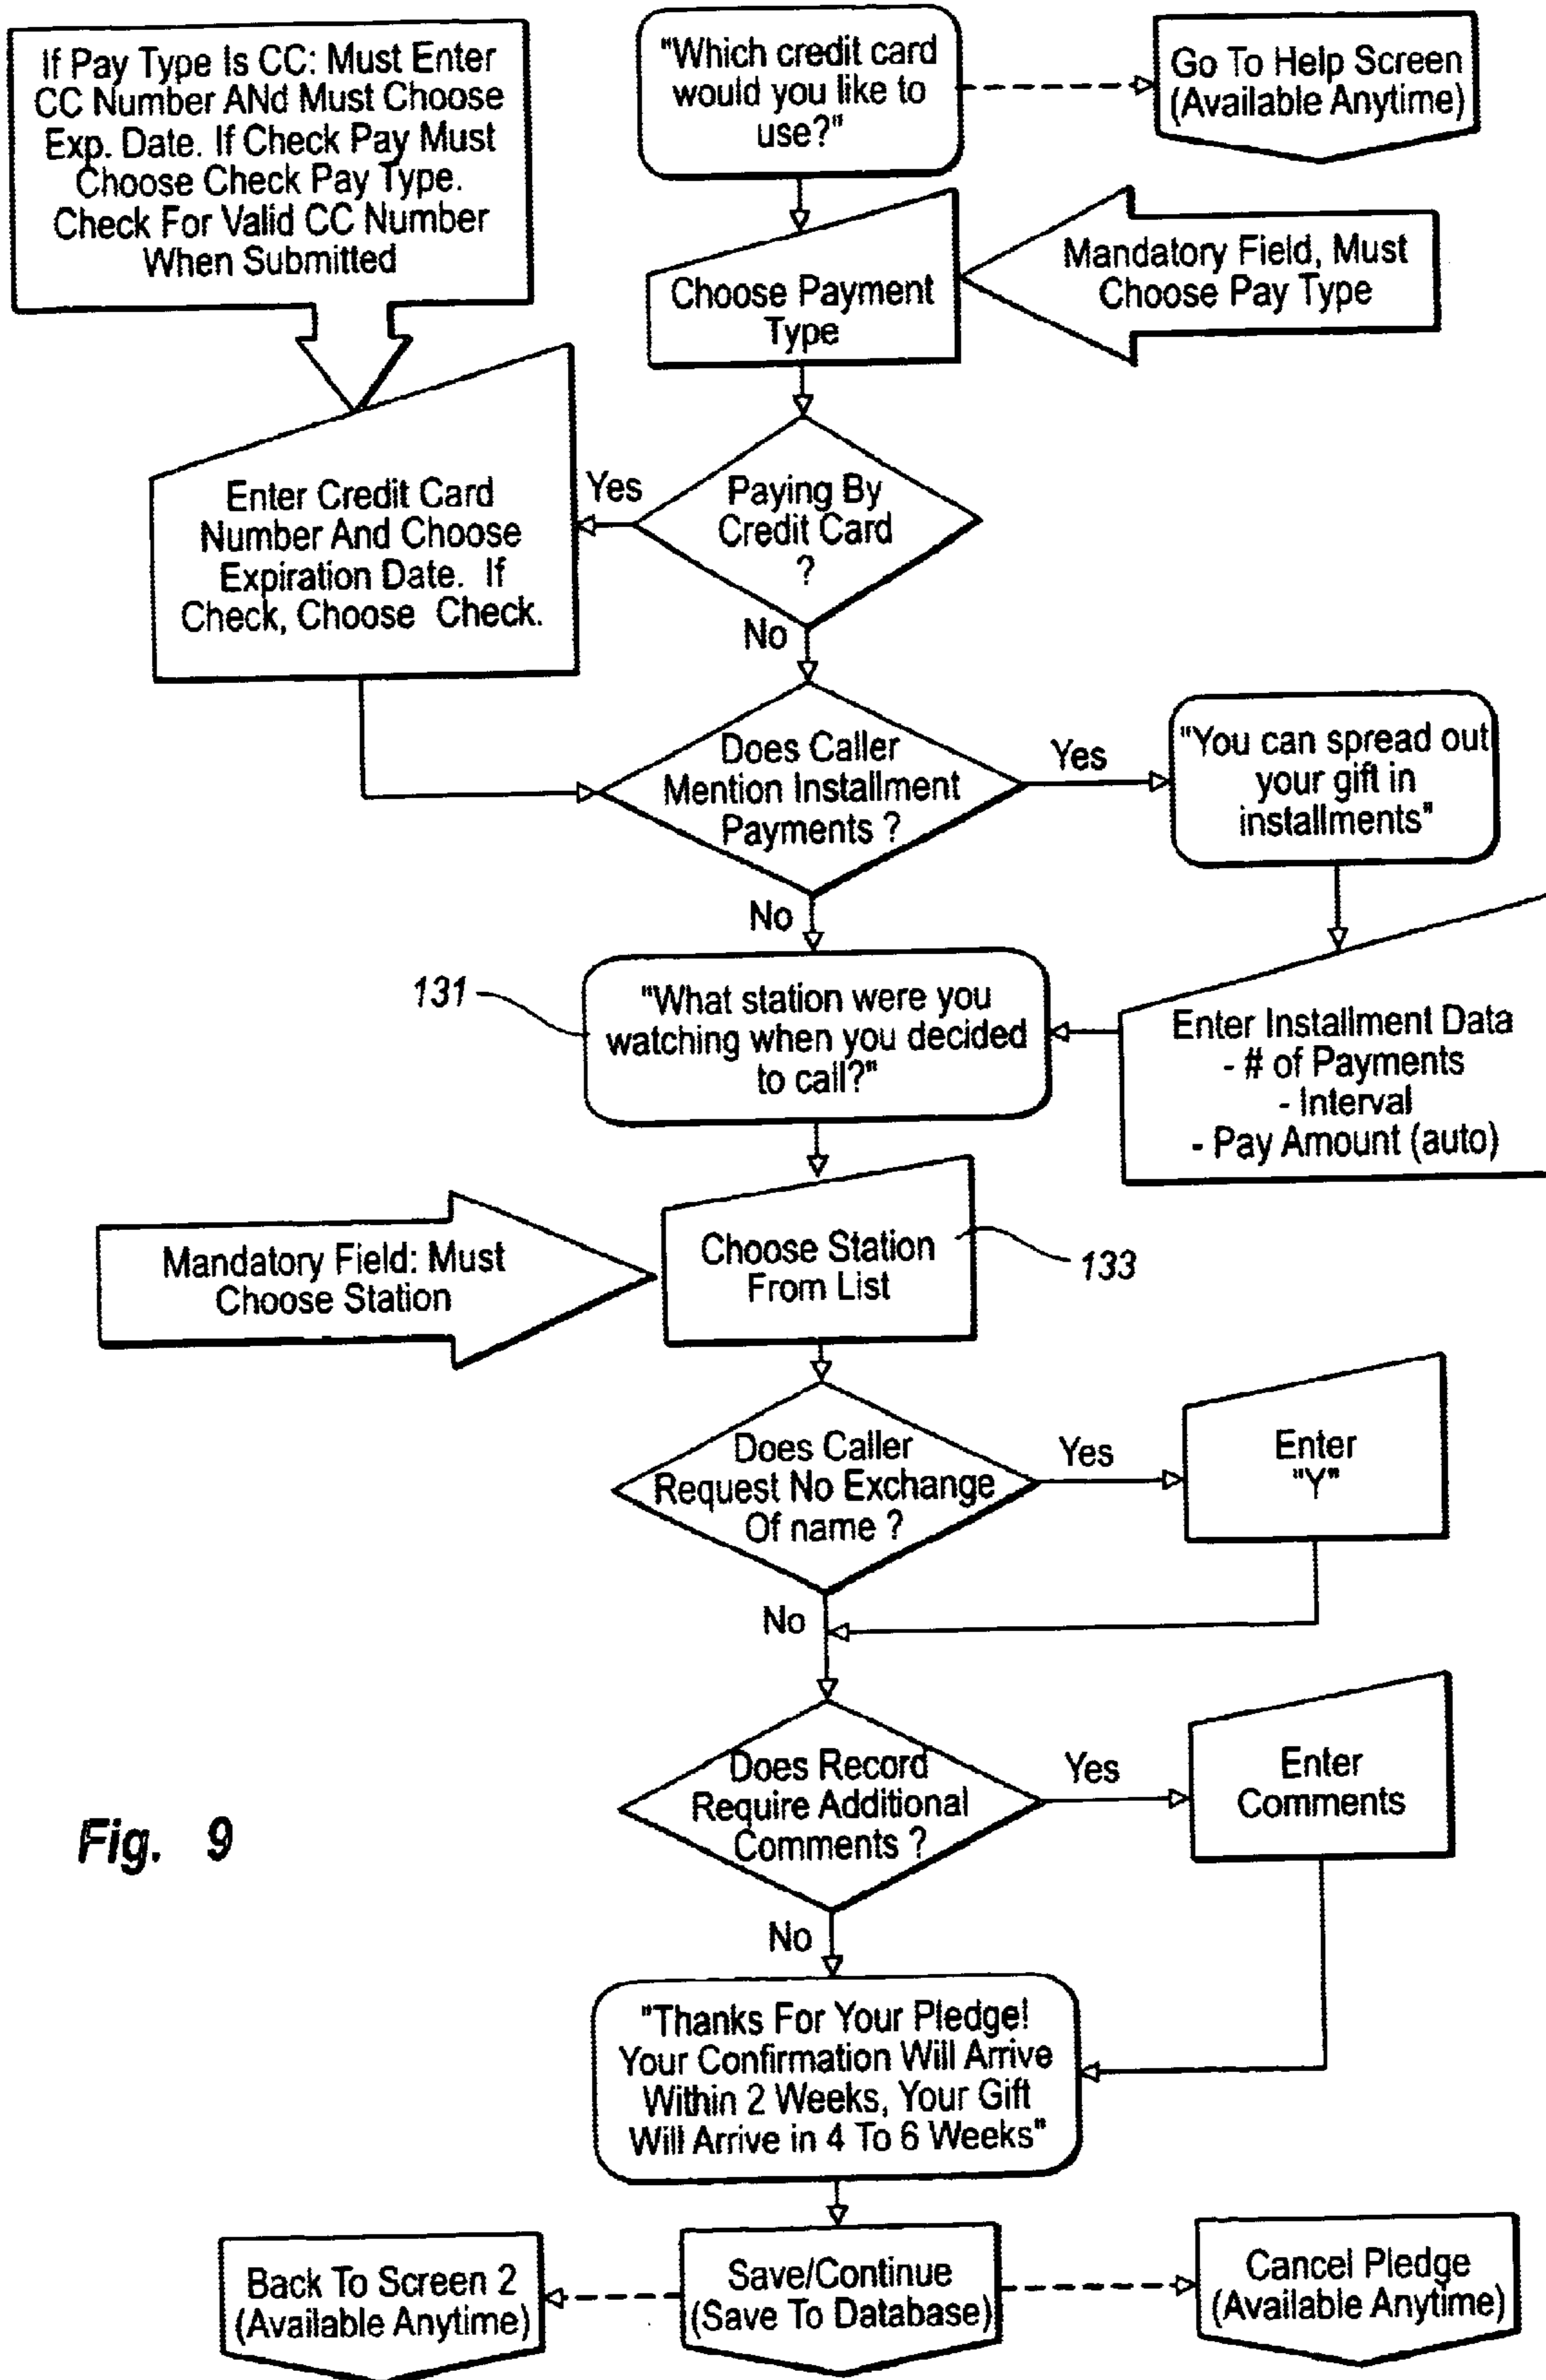 If Pay Type Is CC: Must Enter
CC Number ANd Must Choose
Exp. Date. If Check Pay Must
Choose Check Pay Type.
Check For Valid CC Number
When Submitted
"Which credit card
would you like to
use?"
Go To Help Screen
(Available Anytime)
Choose Payment
Type
Mandatory Field, Must
Choose Pay Type
Enter Credit Card
Number And Choose
Expiration Date. If
Check, Choose Check.
Yes
Paying By
Credit Card
?
No
Does Caller
Mention Installment
Payments ?
Yes
"You can spread out
your gift in
installments"
No
131
"What station were you
watching when you decided
to call?"
Enter Installment Data
- # of Payments
- Interval
- Pay Amount (auto)
Mandatory Field: Must
Choose Station
Choose Station
From List
133
Does Caller
Request No Exchange
Of name ?
Yes
Enter
"Y"
No
Does Record
Require Additional
Comments ?
Yes
Enter
Comments
Fig. 9
No
"Thanks For Your Pledge!
Your Confirmation Will Arrive
Within 2 Weeks, Your Gift
Will Arrive in 4 To 6 Weeks"
Back To Screen 2
(Available Anytime)
Save/Continue
(Save To Database)
Cancel Pledge
(Available Anytime)